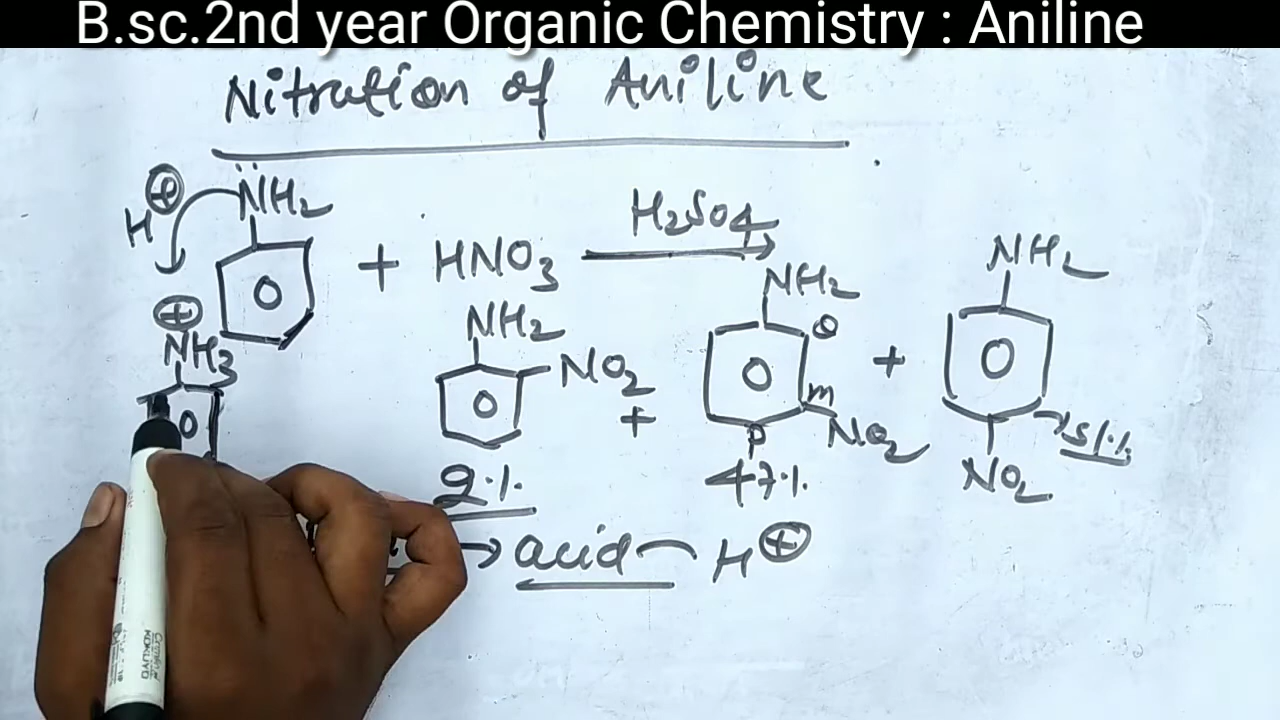 B.sc.2nd year Organic Chemistry : Aniline
Nitration of Aniline
H⊕ NH2
+ HNO3 H2SO4
⊕
NH3
NH2 NO2 + NH2 o m p NO2 + NH2 NO2
2% 47% 51%
→ acid — H⊕
KOKUYO